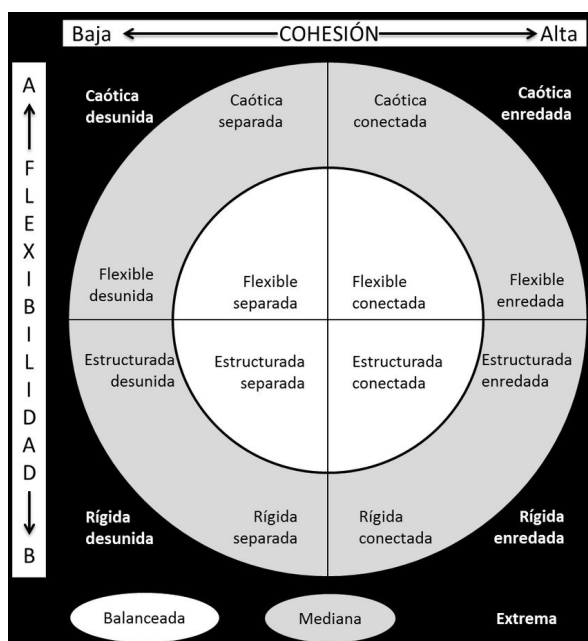 Baja COHESIÓN Alta
A
FLEXIBILIDAD
B
Caótica
desunida
Caótica
separada
Caótica
conectada
Caótica
enredada
Flexible
desunida
Flexible
separada
Flexible
conectada
Flexible
enredada
Estructurada
desunida
Estructurada
separada
Estructurada
conectada
Estructurada
enredada
Rígida
desunida
Rígida
separada
Rígida
conectada
Rígida
enredada
Balanceada
Mediana
Extrema